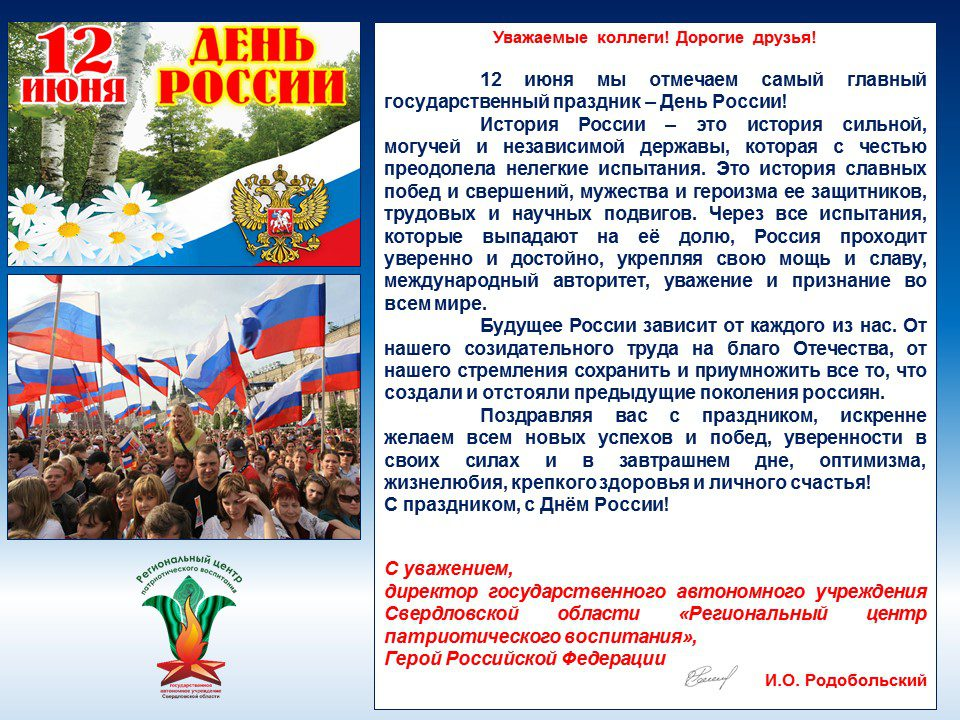 12
ИЮНЯ
ДЕНЬ
РОССИИ
Уважаемые коллеги! Дорогие друзья!
12 июня мы отмечаем самый главный
государственный праздник – День России!
История России – это история сильной,
могучей и независимой державы, которая с честью
преодолела нелегкие испытания. Это история славных
побед и свершений, мужества и героизма ее защитников,
трудовых и научных подвигов. Через все испытания,
которые выпадают на её долю, Россия проходит
уверенно и достойно, укрепляя свою мощь и славу,
международный авторитет, уважение и признание во
всем мире.
Будущее России зависит от каждого из нас. От
нашего созидательного труда на благо Отечества, от
нашего стремления сохранить и приумножить все то, что
создали и отстояли предыдущие поколения россиян.
Поздравляя вас с праздником, искренне
желаем всем новых успехов и побед, уверенности в
своих силах и в завтрашнем дне, оптимизма,
жизнелюбия, крепкого здоровья и личного счастья!
С праздником, с Днём России!
С уважением,
директор государственного автономного учреждения
Свердловской области «Региональный центр
патриотического воспитания»,
Герой Российской Федерации
И.О. Родобольский
Региональный центр
патриотического воспитания
государственное
автономное учреждение
Свердловской области